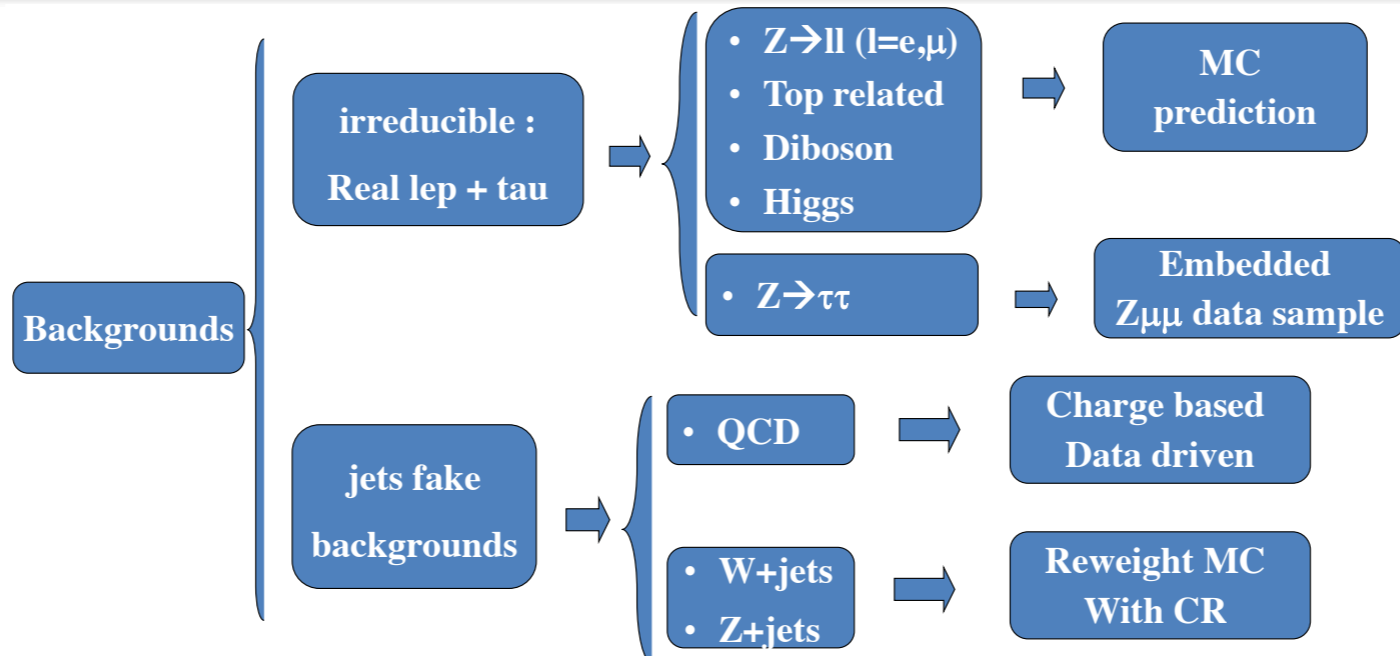 Backgrounds
irreducible :
Real lep + tau
• Z→ll (l=e,μ)
• Top related
• Diboson
• Higgs
MC
prediction
• Z→ττ
Embedded
Zμμ data sample
jets fake
backgrounds
• QCD
Charge based
Data driven
• W+jets
• Z+jets
Reweight MC
With CR